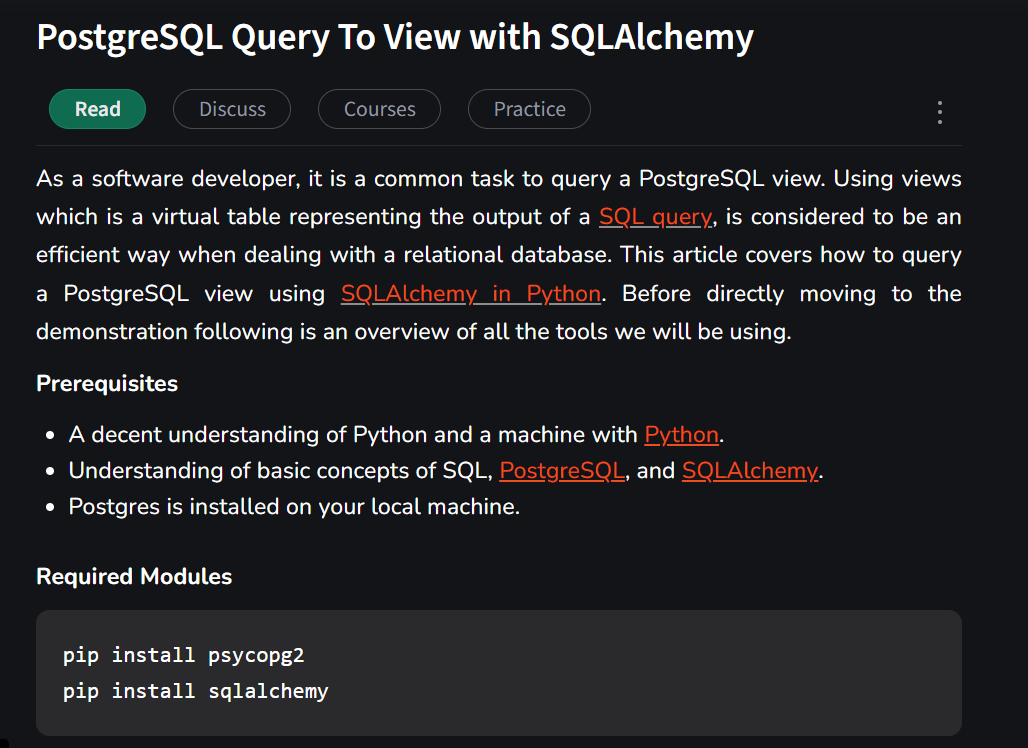 PostgreSQL Query To View with SQLAlchemy
Read
Discuss
Courses
Practice
As a software developer, it is a common task to query a PostgreSQL view. Using views
which is a virtual table representing the output of a SQL query, is considered to be an
efficient way when dealing with a relational database. This article covers how to query
a PostgreSQL view using SQLAlchemy in Python. Before directly moving to the
demonstration following is an overview of all the tools we will be using.
Prerequisites
• A decent understanding of Python and a machine with Python.
• Understanding of basic concepts of SQL, PostgreSQL, and SQLAlchemy.
• Postgres is installed on your local machine.
Required Modules
pip install psycopg2
pip install sqlalchemy